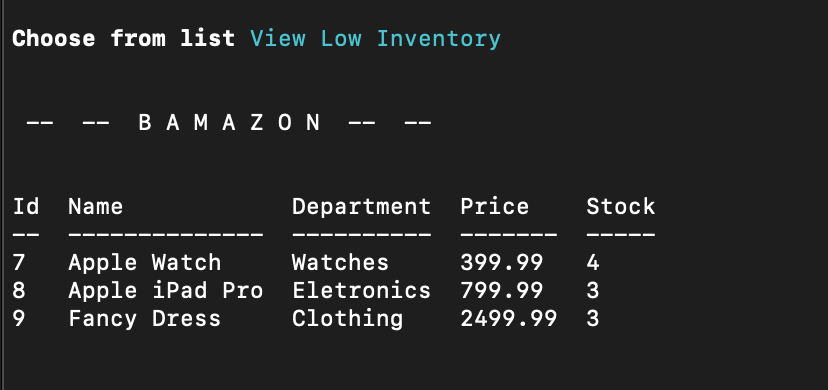 Choose from list View Low Inventory
-- -- B A M A Z O N -- --
Id  Name            Department  Price    Stock
--  --------------  ----------  -------  -----
7   Apple Watch     Watches     399.99   4
8   Apple iPad Pro  Eletronics  799.99   3
9   Fancy Dress     Clothing    2499.99  3